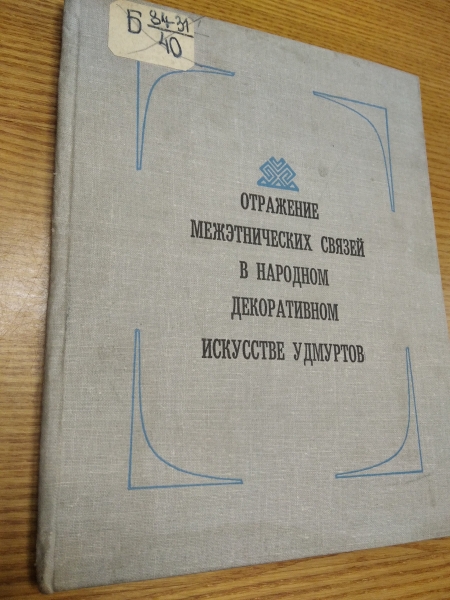 Б 84-31
40
ОТРАЖЕНИЕ
МЕЖЭТНИЧЕСКИХ СВЯЗЕЙ
В НАРОДНОМ
ДЕКОРАТИВНОМ
ИСКУССТВЕ УДМУРТОВ